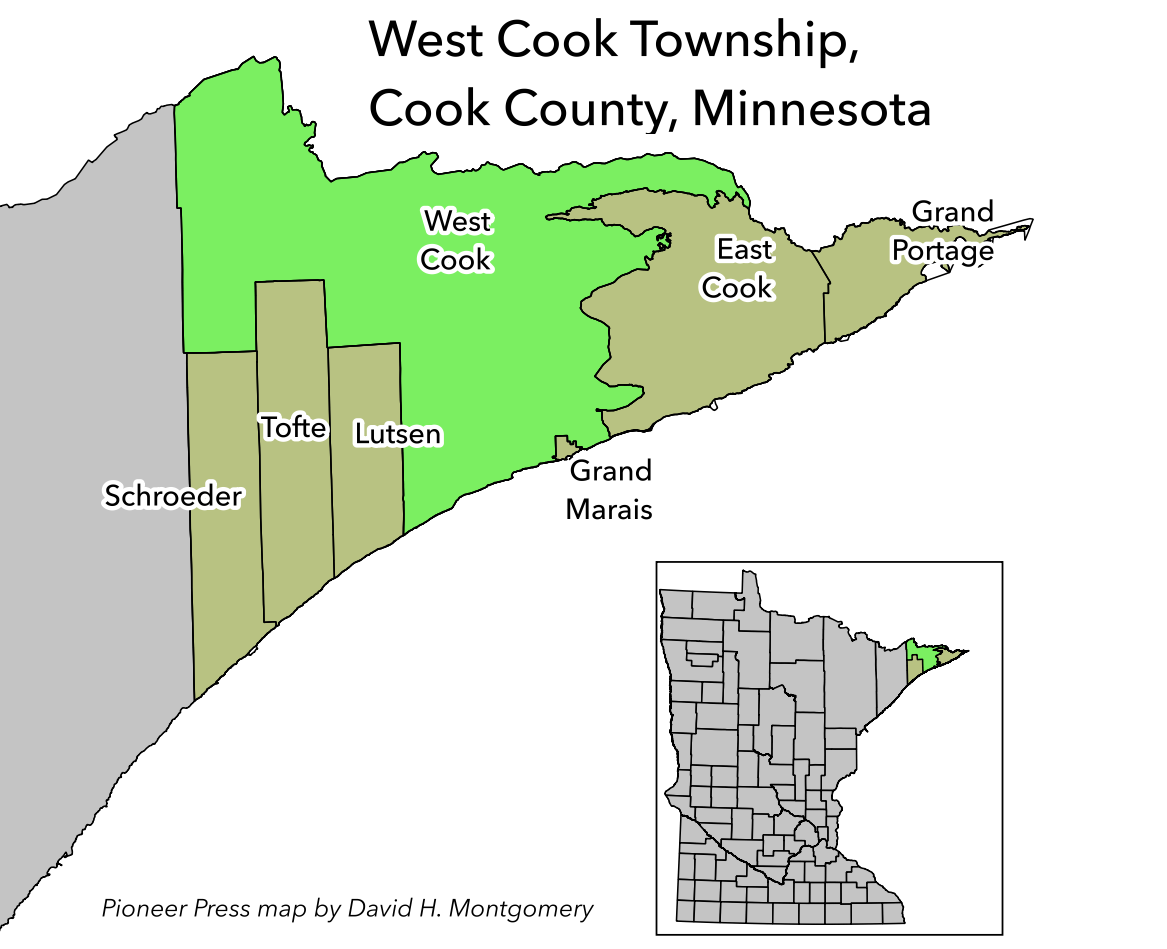 West Cook Township,
Cook County, Minnesota
West
Cook
Grand
Portage
East
Cook
Tofte
Lutsen
Schroeder
Grand
Marais
Pioneer Press map by David H. Montgomery